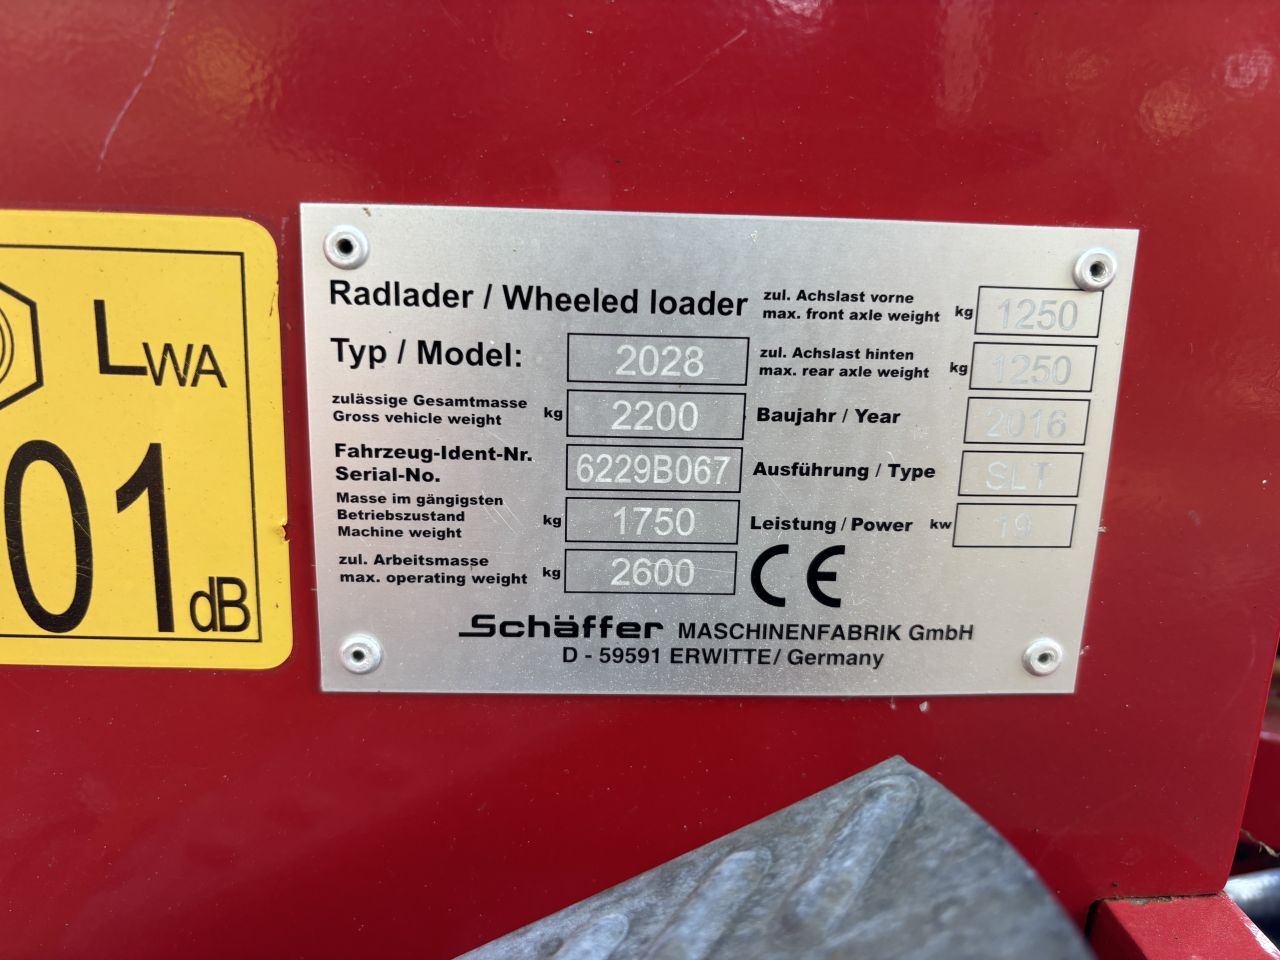 LWA
01
dB
Radlader / Wheeled loader
Typ / Model: 2028
zulässige Gesamtmasse
Gross vehicle weight kg 2200
Fahrzeug-Ident-Nr.
Serial-No. 6229B067
Masse im gängigsten
Betriebszustand
Machine weight kg 1750
zul. Arbeitsmasse
max. operating weight kg 2600
zul. Achslast vorne
max. front axle weight kg 1250
zul. Achslast hinten
max. rear axle weight kg 1250
Baujahr / Year 2016
Ausführung / Type SLT
Leistung / Power kw 19
CE
Schäffer MASCHINENFABRIK GmbH
D - 59591 ERWITTE / Germany